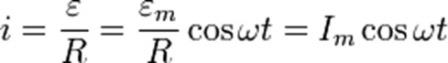 i = ε/R = ε_m/R cos ωt = I_m cos ωt